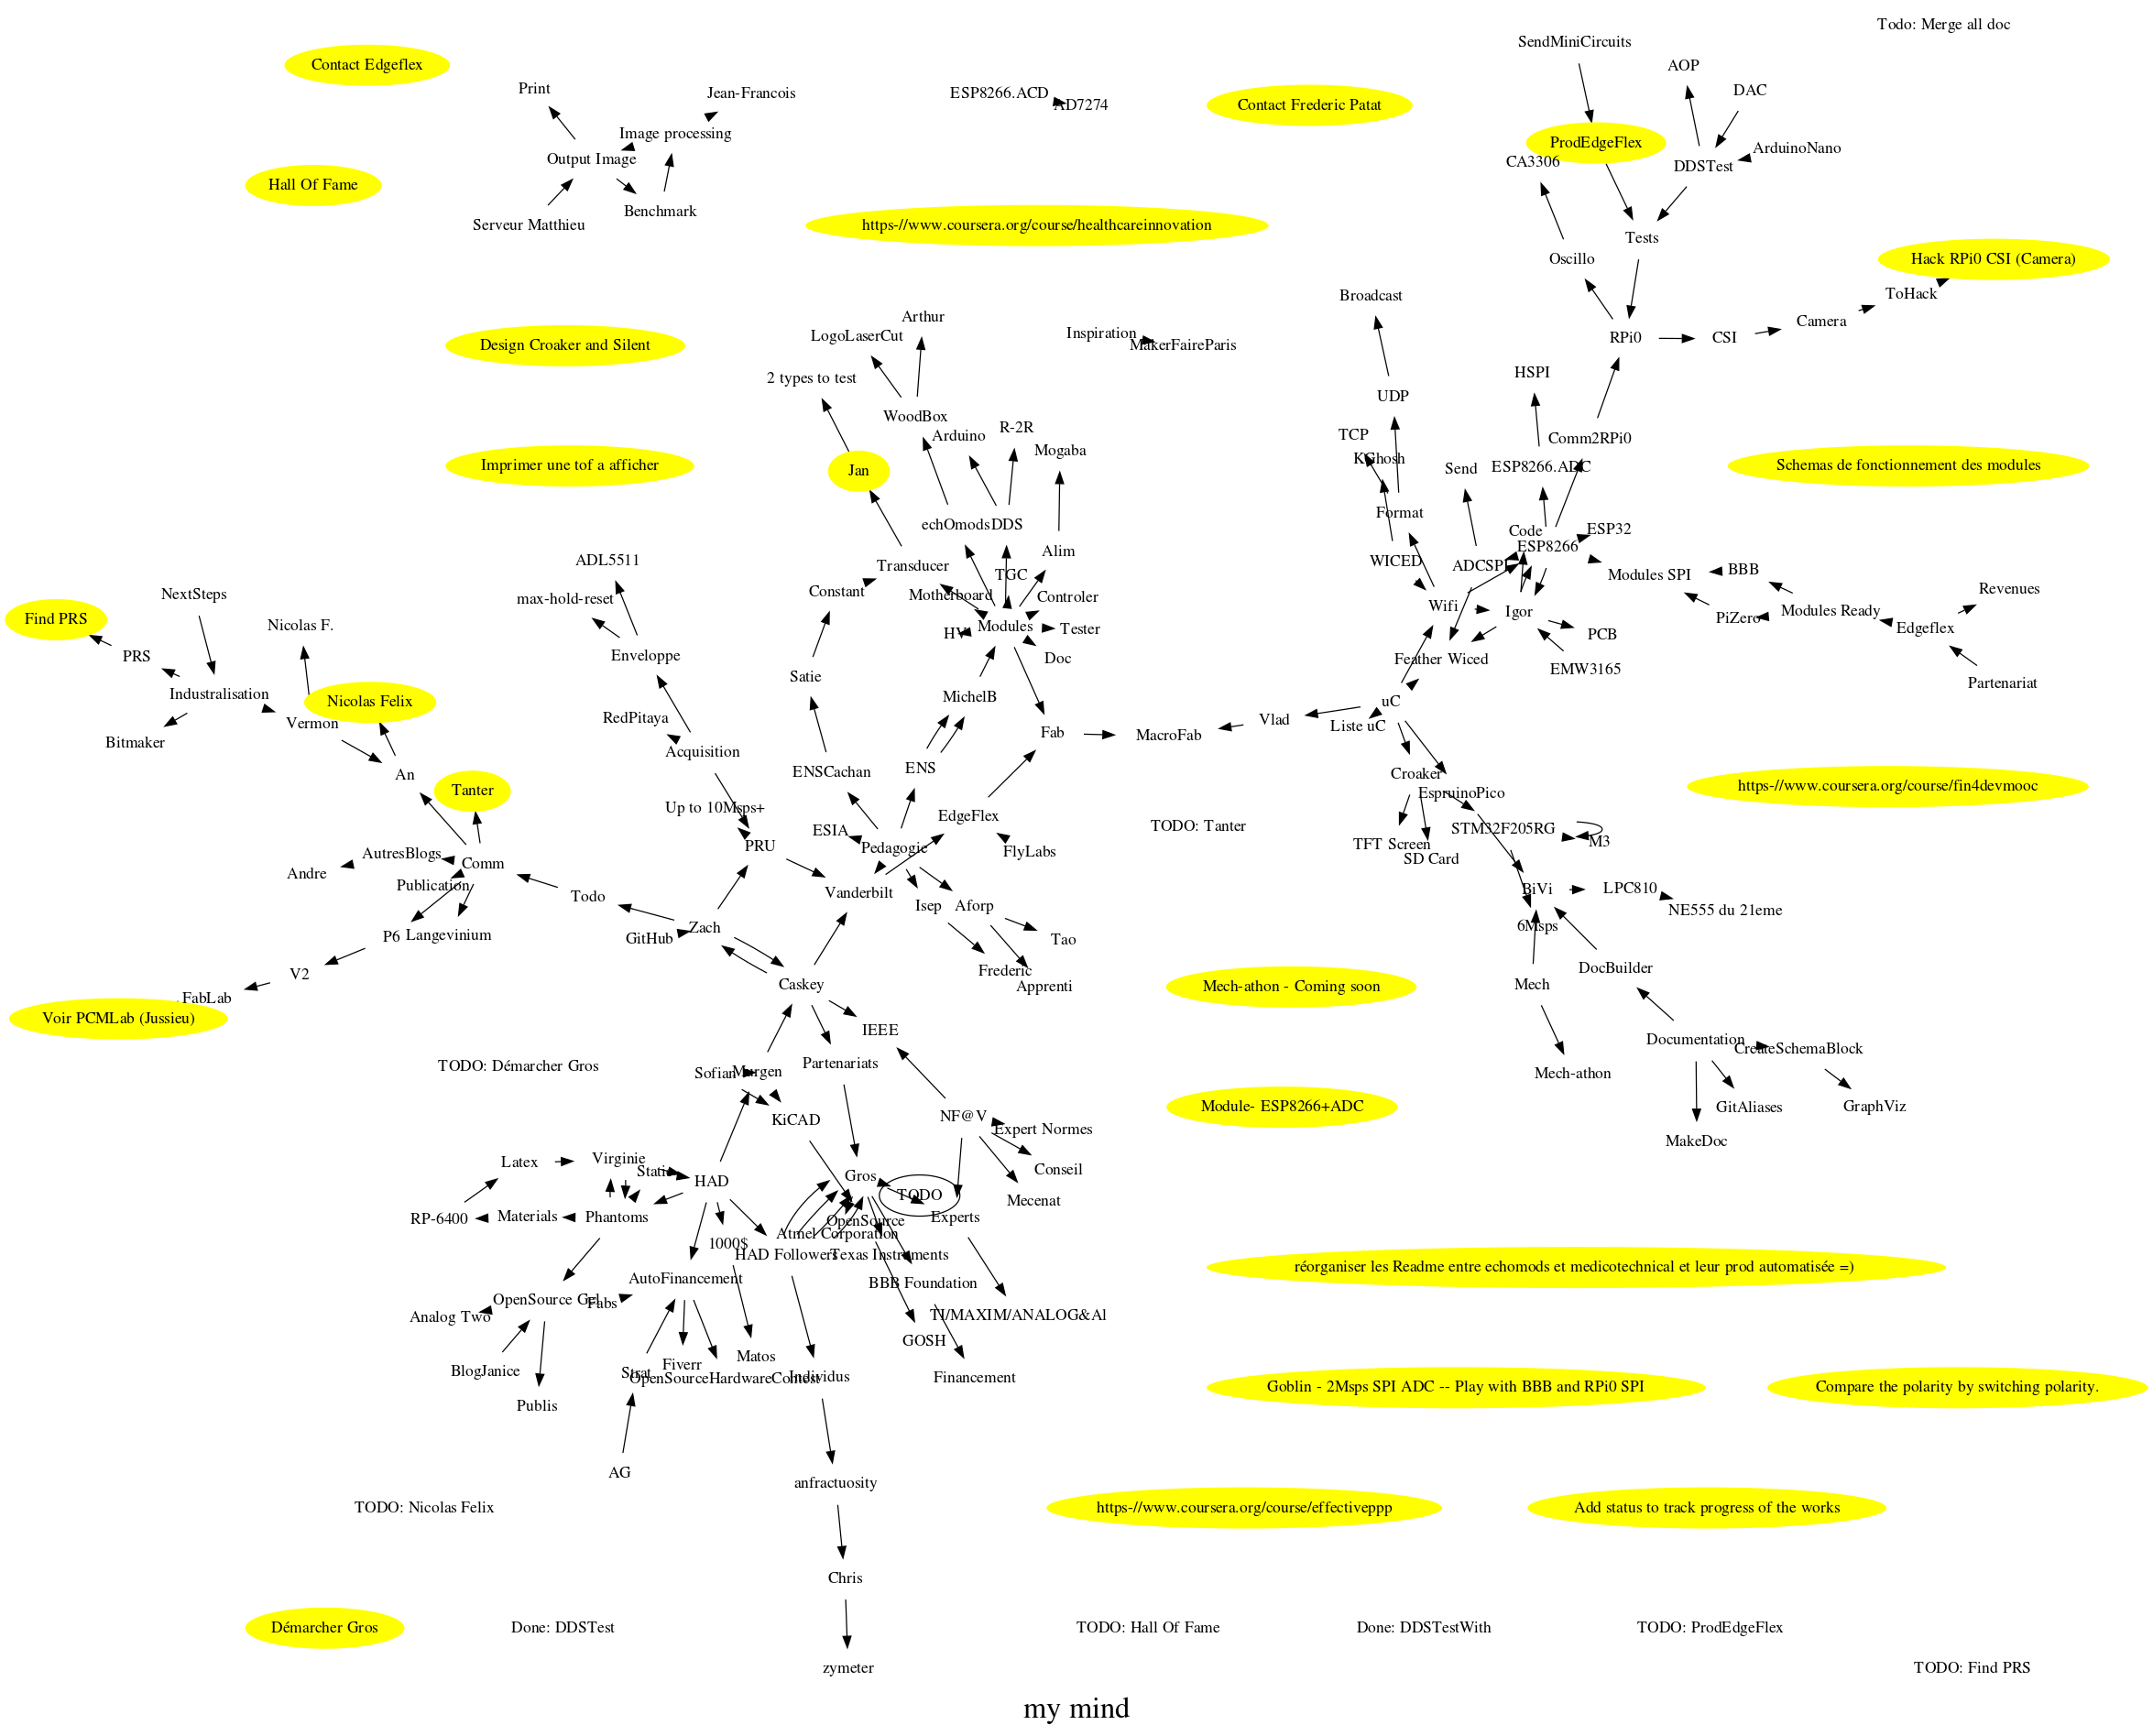 Todo: Merge all doc
SendMiniCircuits
Contact Edgeflex
AOP
Print
Jean-Francois
ESP8266.ACD
DAC
AD7274
Contact Frederic Patat
Image processing
ProdEdgeFlex
ArduinoNano
Output Image
CA3306
DDSTest
Hall Of Fame
Benchmark
Serveur Matthieu
https-//www.coursera.org/course/healthcareinnovation
Tests
Oscillo
Hack RPi0 CSI (Camera)
Broadcast
ToHack
Arthur
Camera
LogoLaserCut
Inspiration
MakerFaireParis
RPi0
CSI
Design Croaker and Silent
2 types to test
HSPI
UDP
WoodBox
R-2R
Arduino
TCP
Comm2RPi0
Mogaba
KGhosh
Imprimer une tof a afficher
Jan
Send
ESP8266.ADC
Schemas de fonctionnement des modules
Format
echOmods
DDS
Code
ESP32
ESP8266
ADL5511
Alim
WICED
ADCSPI
Transducer
TGC
Modules SPI
BBB
Constant
NextSteps
max-hold-reset
Motherboard
Controler
Wifi
Igor
Modules Ready
Revenues
Find PRS
Nicolas F.
HV
Modules
Tester
PCB
PiZero
Edgeflex
PRS
Enveloppe
Doc
Feather Wiced
EMW3165
Satie
Partenariat
Industralisation
Nicolas Felix
MichelB
uC
Vermon
RedPitaya
Vlad
Liste uC
Bitmaker
Acquisition
Fab
MacroFab
An
ENSCachan
ENS
Croaker
Tanter
EspruinoPico
https-//www.coursera.org/course/fin4devmooc
Up to 10Msps+
EdgeFlex
TODO: Tanter
STM32F205RG
ESIA
M3
PRU
Pedagogie
FlyLabs
TFT Screen
AutresBlogs
SD Card
Andre
Comm
Publication
Todo
Vanderbilt
BiVi
LPC810
Isep
Aforp
NE555 du 21eme
GitHub
Zach
6Msps
P6
Langevinium
Tao
V2
Frederic
DocBuilder
Caskey
Apprenti
Mech-athon - Coming soon
Mech
FabLab
Voir PCMLab (Jussieu)
IEEE
Documentation
CreateSchemaBlock
TODO: Démarcher Gros
Sofian
Murgen
Partenariats
Mech-athon
KiCAD
NF@V
Expert Normes
Module- ESP8266+ADC
GitAliases
GraphViz
MakeDoc
Latex
Virginie
Static
HAD
Gros
Conseil
TODO
Mecenat
RP-6400
Materials
Phantoms
OpenSource
Experts
1000$
Atmel Corporation
HAD Followers
Texas Instruments
réorganiser les Readme entre echomods et medicotechnical et leur prod automatisée =)
AutoFinancement
BBB Foundation
OpenSource Gel
Fabs
Analog Two
TI/MAXIM/ANALOG&Al
GOSH
BlogJanice
Strat
Fiverr
Matos
OpenSourceHardwareContest
Individus
Financement
Goblin - 2Msps SPI ADC -- Play with BBB and RPi0 SPI
Compare the polarity by switching polarity.
Publis
AG
anfractuosity
TODO: Nicolas Felix
https-//www.coursera.org/course/effectiveppp
Add status to track progress of the works
Chris
Démarcher Gros
Done: DDSTest
TODO: Hall Of Fame
Done: DDSTestWith
TODO: ProdEdgeFlex
zymeter
TODO: Find PRS
my mind